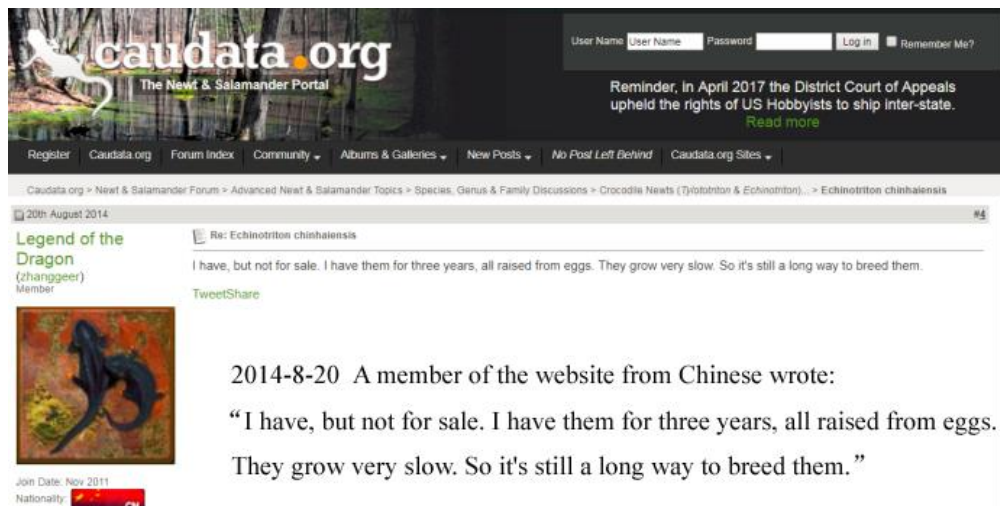 caudata.org
The Newt & Salamander Portal
User Name User Name Password Log in Remember Me?
Reminder, in April 2017 the District Court of Appeals
upheld the rights of US Hobbyists to ship inter-state.
Read more
Register Caudata.org Forum Index Community Albums & Galleries New Posts No Post Left Behind Caudata.org Sites
Caudata.org > Newt & Salamander Forum > Advanced Newt & Salamander Topics > Species, Genus & Family Discussions > Crocodile Newts (Tylototriton & Echinotriton)... > Echinotriton chinhaiensis
20th August 2014 #4
Legend of the
Dragon
(zhanggeer)
Member
Re: Echinotriton chinhaiensis
I have, but not for sale. I have them for three years, all raised from eggs. They grow very slow. So it's still a long way to breed them.
TweetShare
2014-8-20 A member of the website from Chinese wrote:
“I have, but not for sale. I have them for three years, all raised from eggs.
They grow very slow. So it's still a long way to breed them.”
Join Date: Nov 2011
Nationality: